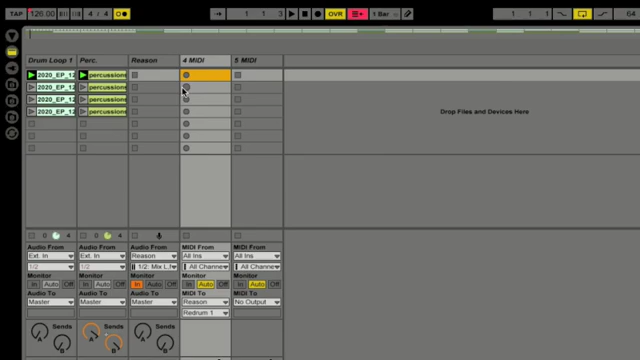 TAP 126.00 1 1 3 OVR 1 Bar 1 1 1 64
Drum Loop 1 Perc. Reason 4 MIDI 5 MIDI
2020_EP_12 percussions
2020_EP_12 percussions
2020_EP_12 percussions
2020_EP_12 percussions
Drop Files and Devices Here
4 4
Audio From Audio From Audio From MIDI From MIDI From
Ext. In Ext. In Reason All Ins All Ins
1/2 1/2 1/2: Mix L, All Channe All Channe
Monitor Monitor Monitor Monitor Monitor
In Auto Off In Auto Off In Auto Off In Auto Off In Auto Off
Audio To Audio To Audio To MIDI To MIDI To
Master Master Master Reason No Output
Redrum 1
Sends Sends Sends
A B A B A B